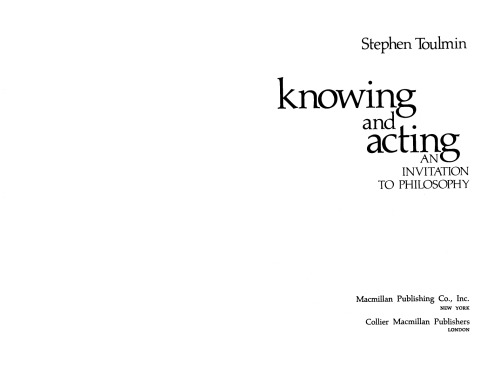 Stephen Toulmin
knowing
and
acting
AN
INVITATION
TO PHILOSOPHY
Macmillan Publishing Co., Inc.
NEW YORK
Collier Macmillan Publishers
LONDON